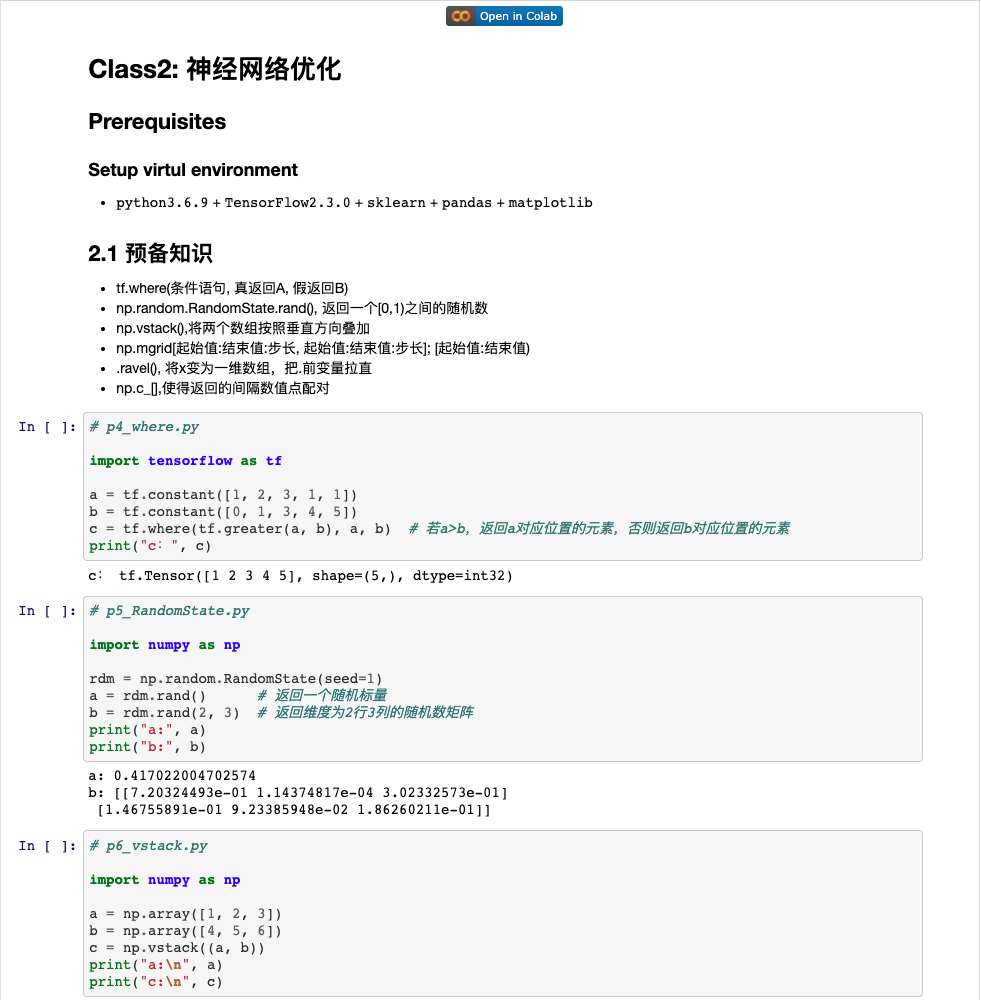 Open in Colab
Class2: 神经网络优化
Prerequisites
Setup virtul environment
• python3.6.9 + TensorFlow2.3.0 + sklearn + pandas + matplotlib
2.1 预备知识
• tf.where(条件语句, 真返回A, 假返回B)
• np.random.RandomState.rand(), 返回一个[0,1)之间的随机数
• np.vstack(),将两个数组按照垂直方向叠加
• np.mgrid[起始值:结束值:步长, 起始值:结束值:步长]; [起始值:结束值)
• .ravel(), 将x变为一维数组，把.前变量拉直
• np.c_[],使得返回的间隔数值点配对
In [ ]: # p4_where.py
import tensorflow as tf
a = tf.constant([1, 2, 3, 1, 1])
b = tf.constant([0, 1, 3, 4, 5])
c = tf.where(tf.greater(a, b), a, b)  # 若a>b，返回a对应位置的元素，否则返回b对应位置的元素
print("c：", c)
c： tf.Tensor([1 2 3 4 5], shape=(5,), dtype=int32)
In [ ]: # p5_RandomState.py
import numpy as np
rdm = np.random.RandomState(seed=1)
a = rdm.rand()      # 返回一个随机标量
b = rdm.rand(2, 3)  # 返回维度为2行3列的随机数矩阵
print("a:", a)
print("b:", b)
a: 0.417022004702574
b: [[7.20324493e-01 1.14374817e-04 3.02332573e-01]
 [1.46755891e-01 9.23385948e-02 1.86260211e-01]]
In [ ]: # p6_vstack.py
import numpy as np
a = np.array([1, 2, 3])
b = np.array([4, 5, 6])
c = np.vstack((a, b))
print("a:\n", a)
print("c:\n", c)